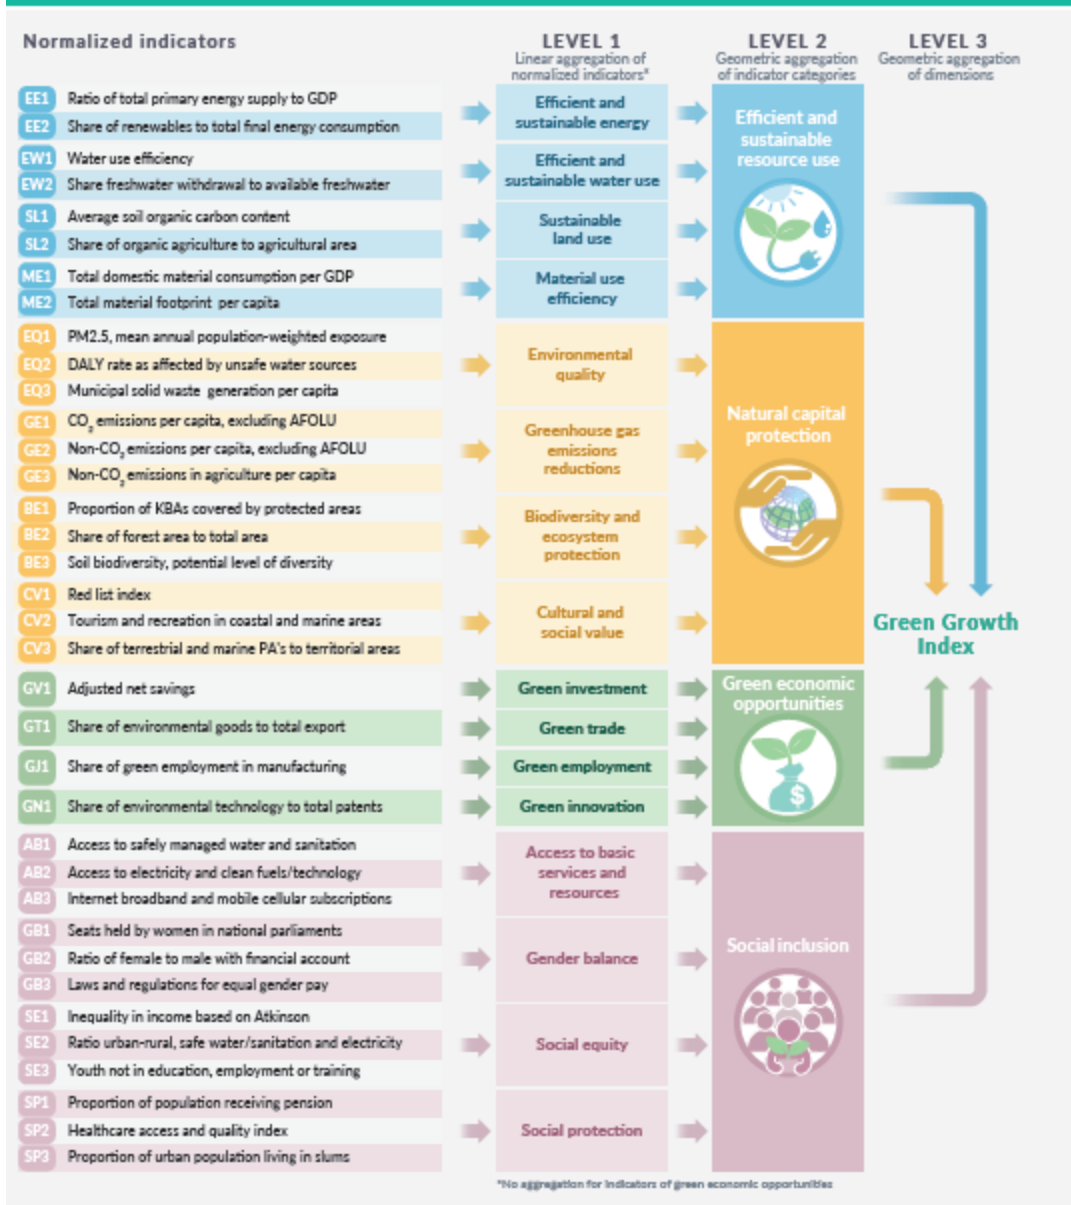 Normalized indicators
LEVEL 1
Linear aggregation of
normalized indicators*
LEVEL 2
Geometric aggregation
of indicator categories
LEVEL 3
Geometric aggregation
of dimensions
EE1 Ratio of total primary energy supply to GDP
EE2 Share of renewables to total final energy consumption
EW1 Water use efficiency
EW2 Share freshwater withdrawal to available freshwater
SL1 Average soil organic carbon content
SL2 Share of organic agriculture to agricultural area
ME1 Total domestic material consumption per GDP
ME2 Total material footprint per capita
EQ1 PM2.5, mean annual population-weighted exposure
EQ2 DALY rate as affected by unsafe water sources
EQ3 Municipal solid waste generation per capita
GE1 CO2 emissions per capita, excluding AFOLU
GE2 Non-CO2 emissions per capita, excluding AFOLU
GE3 Non-CO2 emissions in agriculture per capita
BE1 Proportion of KBAs covered by protected areas
BE2 Share of forest area to total area
BE3 Soil biodiversity, potential level of diversity
CV1 Red list index
CV2 Tourism and recreation in coastal and marine areas
CV3 Share of terrestrial and marine PA's to territorial areas
GV1 Adjusted net savings
GT1 Share of environmental goods to total export
GJ1 Share of green employment in manufacturing
GN1 Share of environmental technology to total patents
AB1 Access to safely managed water and sanitation
AB2 Access to electricity and clean fuels/technology
AB3 Internet broadband and mobile cellular subscriptions
GB1 Seats held by women in national parliaments
GB2 Ratio of female to male with financial account
GB3 Laws and regulations for equal gender pay
SE1 Inequality in income based on Atkinson
SE2 Ratio urban-rural, safe water/sanitation and electricity
SE3 Youth not in education, employment or training
SP1 Proportion of population receiving pension
SP2 Healthcare access and quality index
SP3 Proportion of urban population living in slums
Efficient and
sustainable energy
Efficient and
sustainable water use
Sustainable
land use
Material use
efficiency
Environmental
quality
Greenhouse gas
emissions
reductions
Biodiversity and
ecosystem
protection
Cultural and
social value
Green investment
Green trade
Green employment
Green innovation
Access to basic
services and
resources
Gender balance
Social equity
Social protection
Efficient and
sustainable
resource use
Natural capital
protection
Green economic
opportunities
$
Social inclusion
Green Growth
Index
*No aggregation for indicators of green economic opportunities